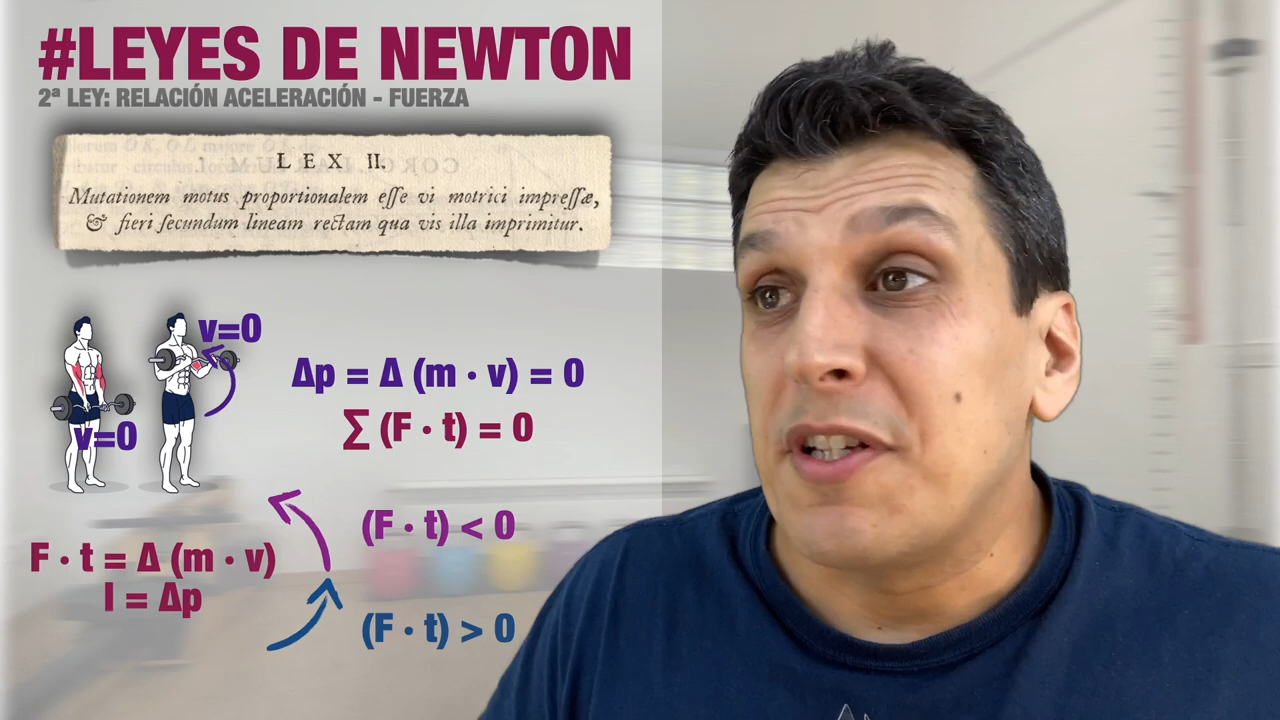 #LEYES DE NEWTON
2ª LEY: RELACIÓN ACELERACIÓN - FUERZA
LEX II.
Mutationem motus proportionalem eſſe vi motrici impreſſæ,
& fieri ſecundum lineam rectam qua vis illa imprimitur.
v=0
v=0
Δp = Δ (m · v) = 0
∑ (F · t) = 0
(F · t) < 0
F · t = Δ (m · v)
I = Δp
(F · t) > 0